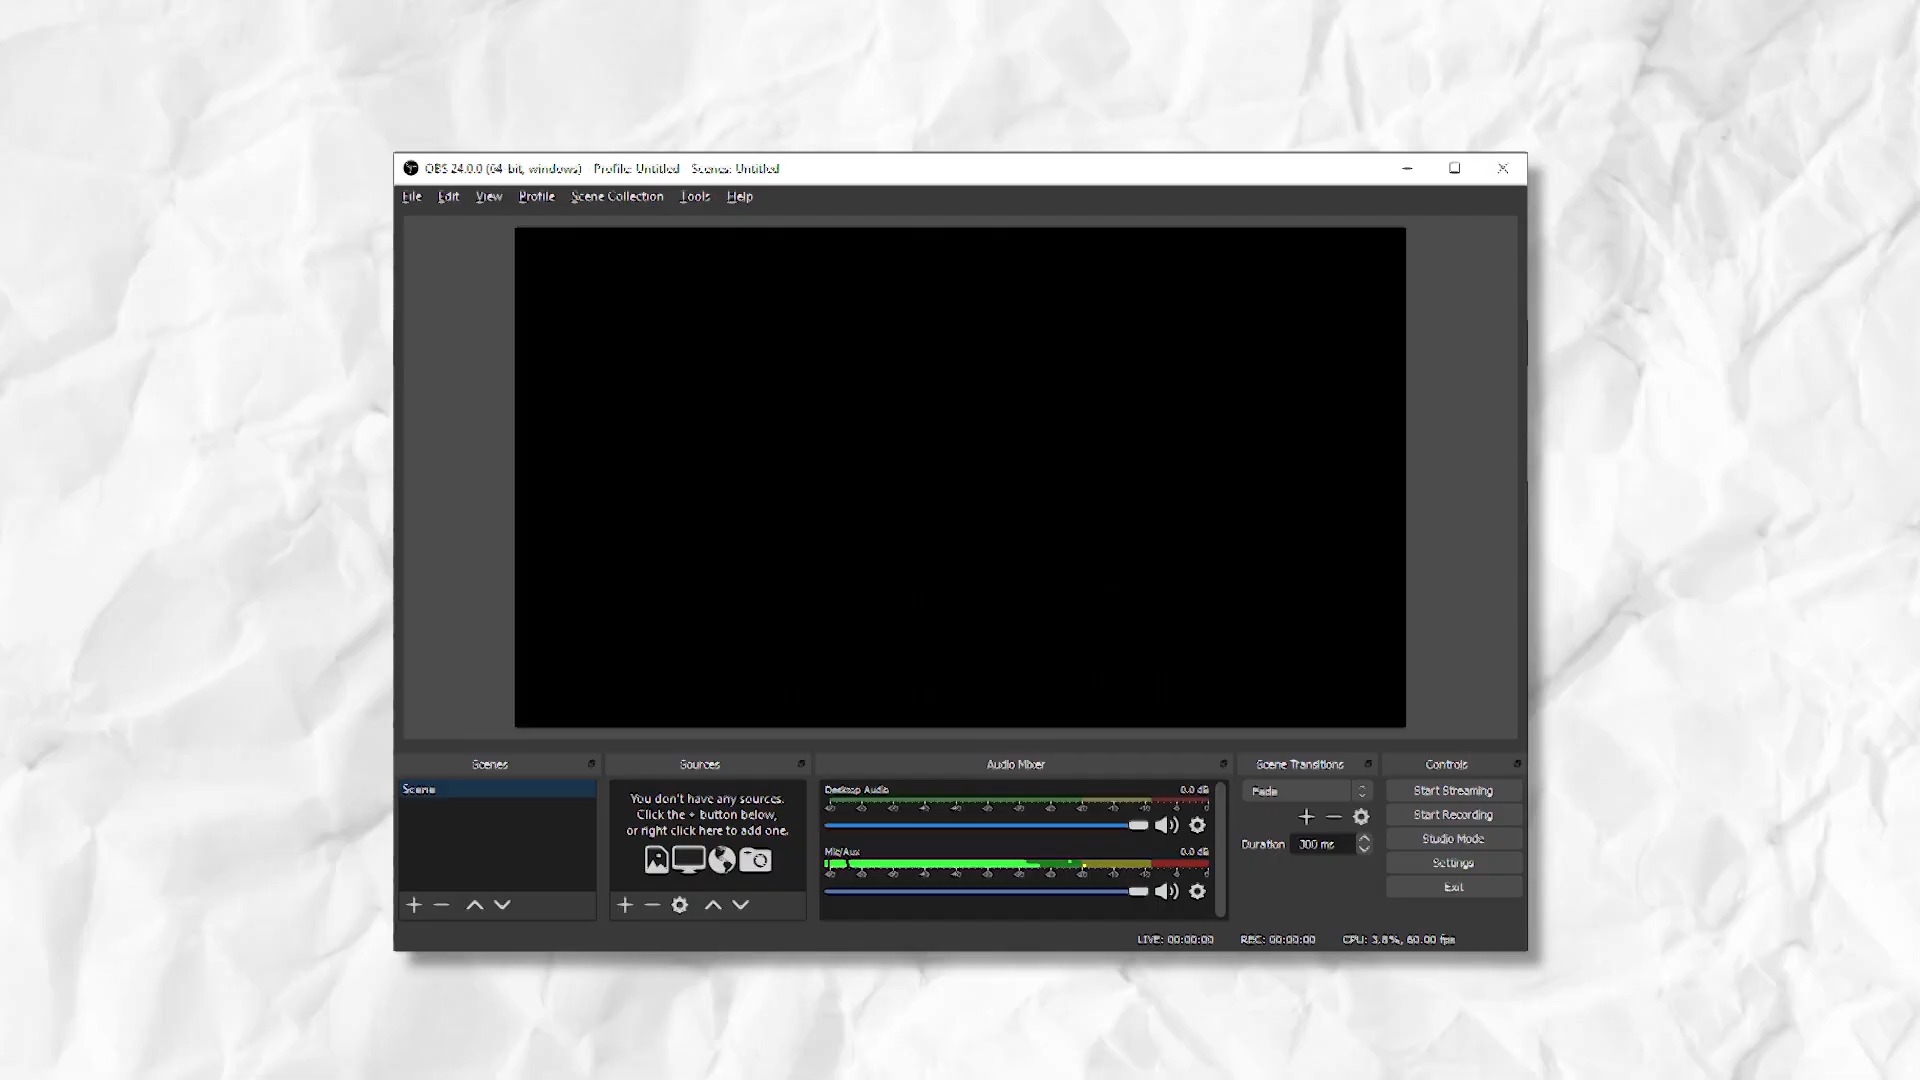 OBS 24.0.0 (64-bit, windows) - Profile: Untitled - Scenes: Untitled
File Edit View Profile Scene Collection Tools Help
Scenes Sources Audio Mixer Scene Transitions Controls
Scene
You don't have any sources.
Click the + button below,
or right click here to add one.
Desktop Audio 0.0 dB
Mic/Aux 0.0 dB
Fade
Duration 300 ms
Start Streaming
Start Recording
Studio Mode
Settings
Exit
LIVE: 00:00:00 REC: 00:00:00 CPU: 3.8%, 60.00 fps